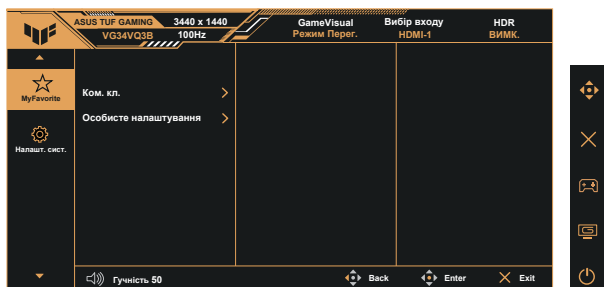 ASUS TUF GAMING 3440 x 1440 GameVisual Вибір входу HDR
VG34VQ3B 100Hz Режим Перег. HDMI-1 ВИМК.
MyFavorite
Ком. кл.
Особисте налаштування
Налашт. сист.
Гучність 50 Back Enter Exit